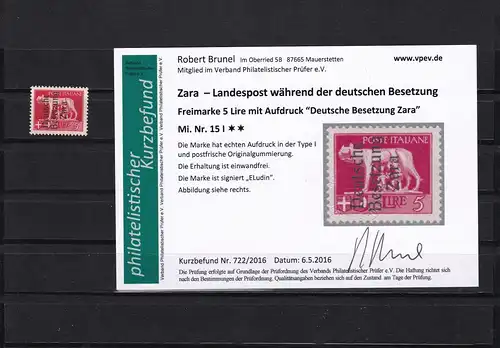 Robert Brunel Im Oberried 5B 87665 Mauerstetten www.vpev.de
Mitglied im Verband Philatelistischer Prüfer e.V.
Zara – Landespost während der deutschen Besetzung
Freimarke 5 Lire mit Aufdruck "Deutsche Besetzung Zara"
Mi. Nr. 15 I ✶✶
Die Marke hat echten Aufdruck in der Type I
und postfrische Originalgummierung.
Die Erhaltung ist einwandfrei.
Die Marke ist signiert „ELudin".
Abbildung siehe rechts.
POSTE ITALIANE
Deutsche
Besetzung
Zara
LIRE 5
Kurzbefund Nr. 722/2016 Datum: 6.5.2016
Die Prüfung erfolgte auf Grundlage der Prüfordnung des Verbands Philatelistischer Prüfer e.V. Die Haftung richtet sich
nach den Bestimmungen der Prüfordnung. Qualitätsangaben beziehen sich auf den Zustand am Tage der Prüfung.
philatelistischer
Kurzbefund